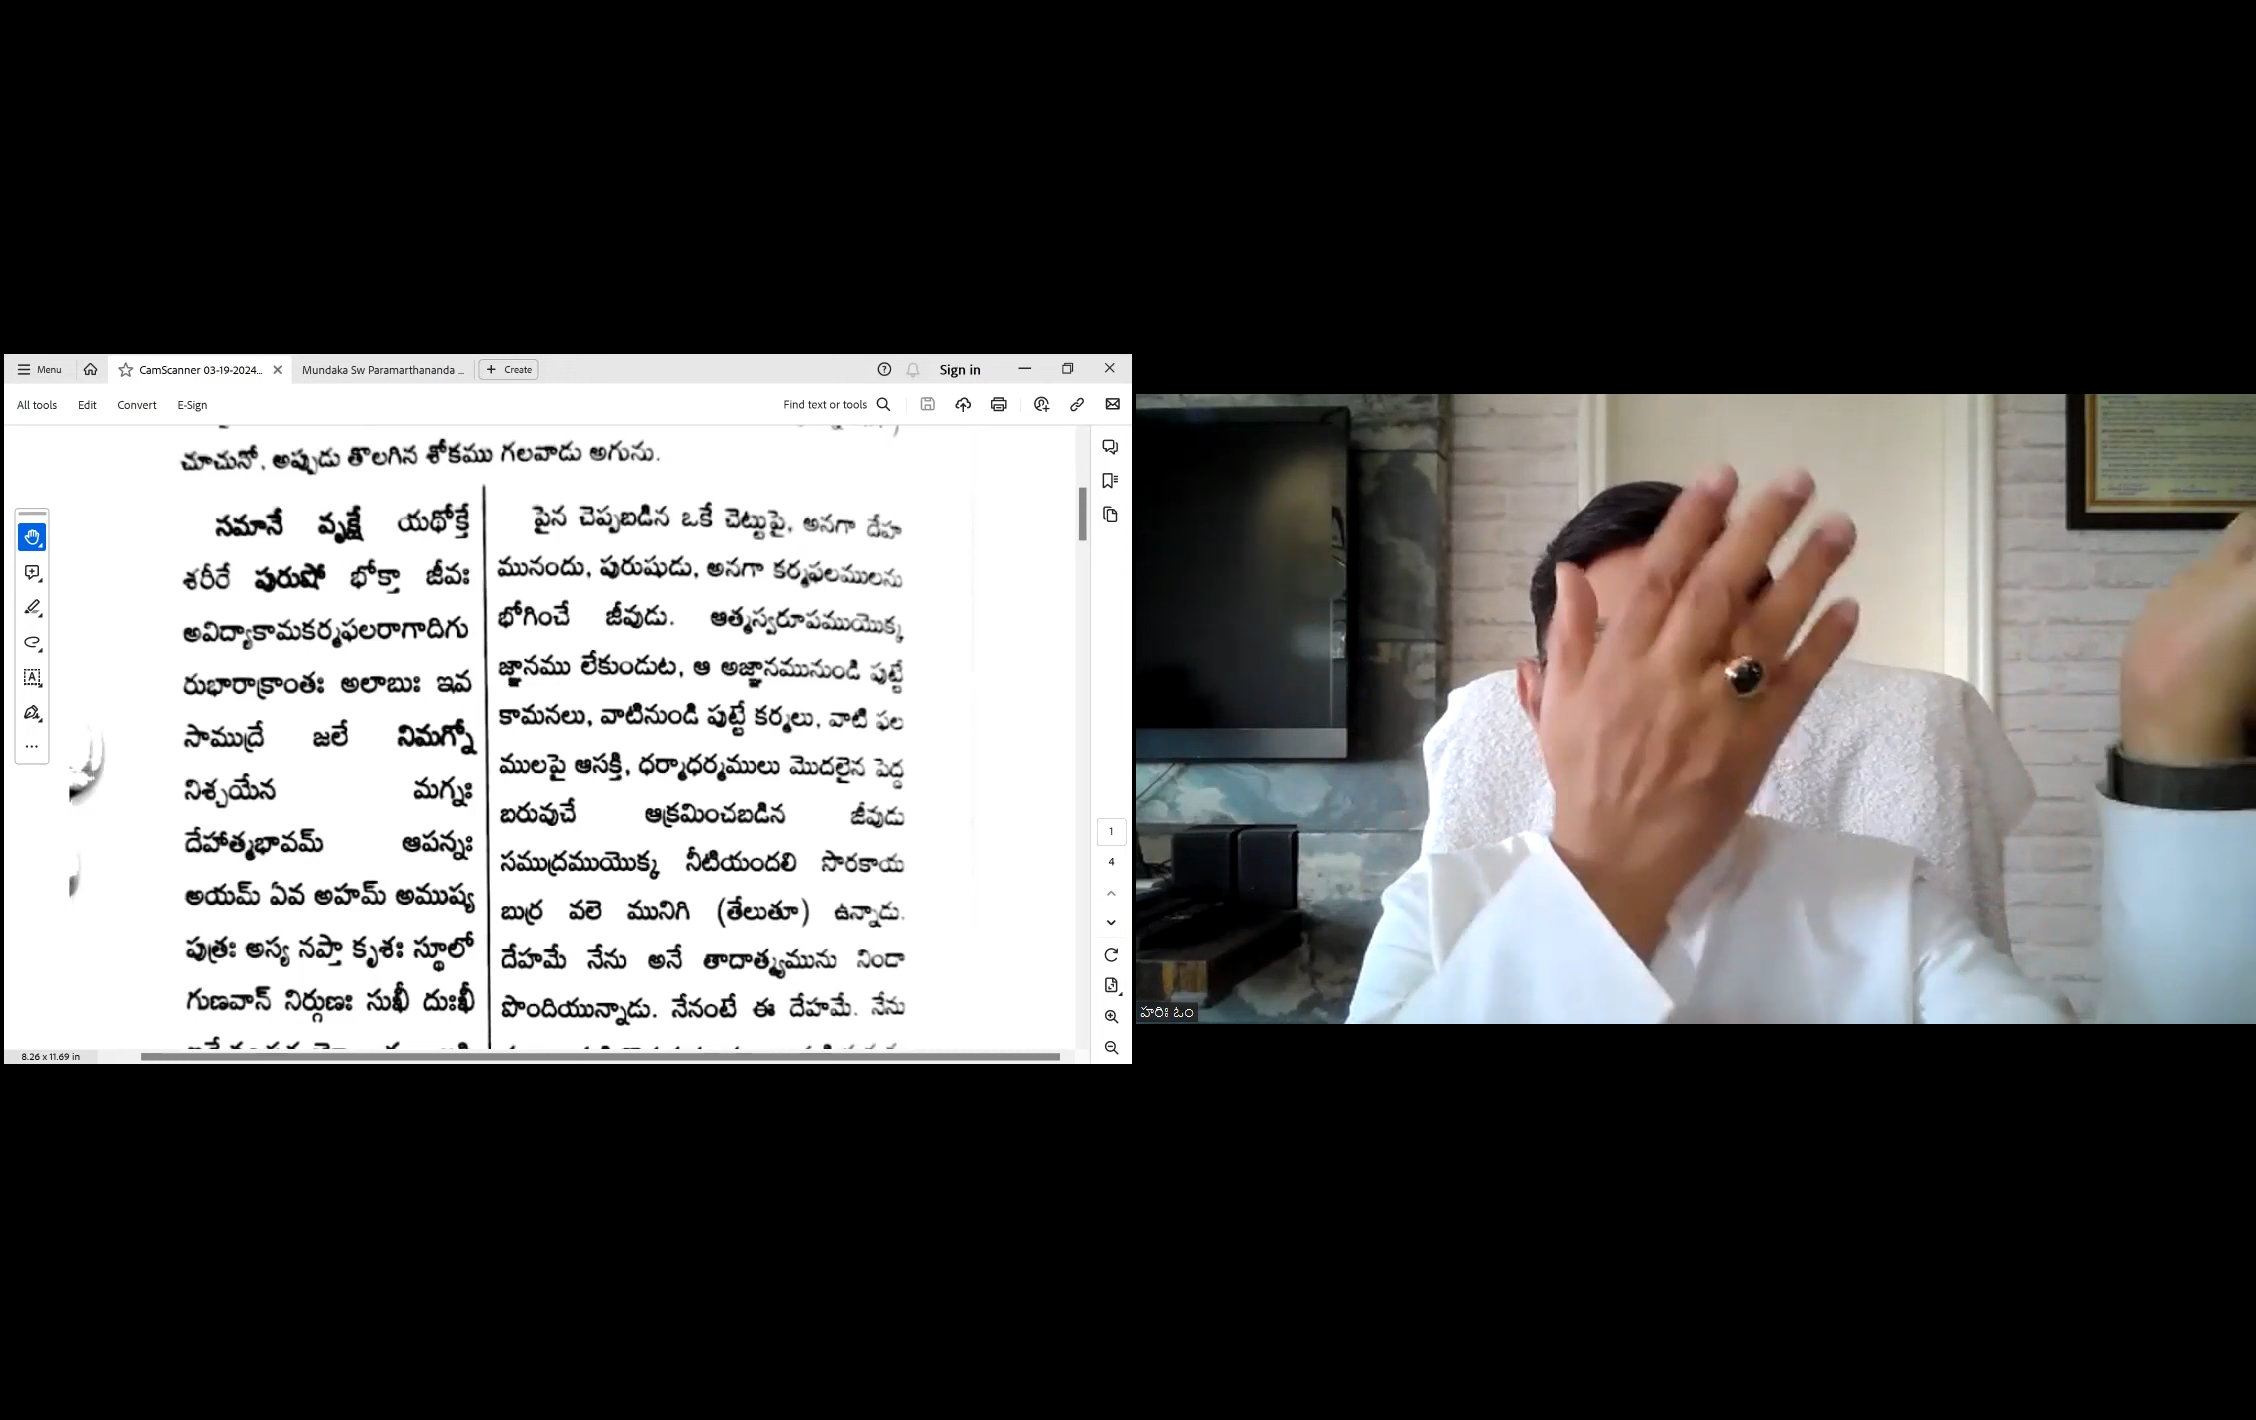 Menu
CamScanner 03-19-2024...
Mundaka Sw Paramarthananda ...
Create
Sign in
All tools
Edit
Convert
E-Sign
Find text or tools
చూచునో, అప్పుడు తొలగిన శోకము గలవాడు అగును.
సమానే వృక్షే యథోక్తే
శరీరే పురుషో భోక్తా జీవః
అవిద్యాకామకర్మఫలరాగాదిగు
రుభారాక్రాంతః అలాబుః ఇవ
సాముద్రే జలే నిమగ్నో
నిశ్చయేన మగ్నః
దేహాత్మభావమ్ ఆపన్నః
అయమ్ ఏవ అహమ్ అముష్య
పుత్రః అస్య నప్తా కృశః స్థూలో
గుణవాన్ నిర్గుణః సుఖీ దుఃఖీ
పైన చెప్పబడిన ఒకే చెట్టుపై, అనగా దేహ
మునందు, పురుషుడు, అనగా కర్మఫలములను
భోగించే జీవుడు. ఆత్మస్వరూపముయొక్క
జ్ఞానము లేకుండుట, ఆ అజ్ఞానమునుండి పుట్టే
కామనలు, వాటినుండి పుట్టే కర్మలు, వాటి ఫల
ములపై ఆసక్తి, ధర్మాధర్మములు మొదలైన పెద్ద
బరువుచే ఆక్రమించబడిన జీవుడు
సముద్రముయొక్క నీటియందలి సొరకాయ
బుర్ర వలె మునిగి (తేలుతూ) ఉన్నాడు.
దేహమే నేను అనే తాదాత్మ్యమును నిండా
పొందియున్నాడు. నేనంటే ఈ దేహమే. నేను
1
4
8.26 x 11.69 in
హరిః ఓం